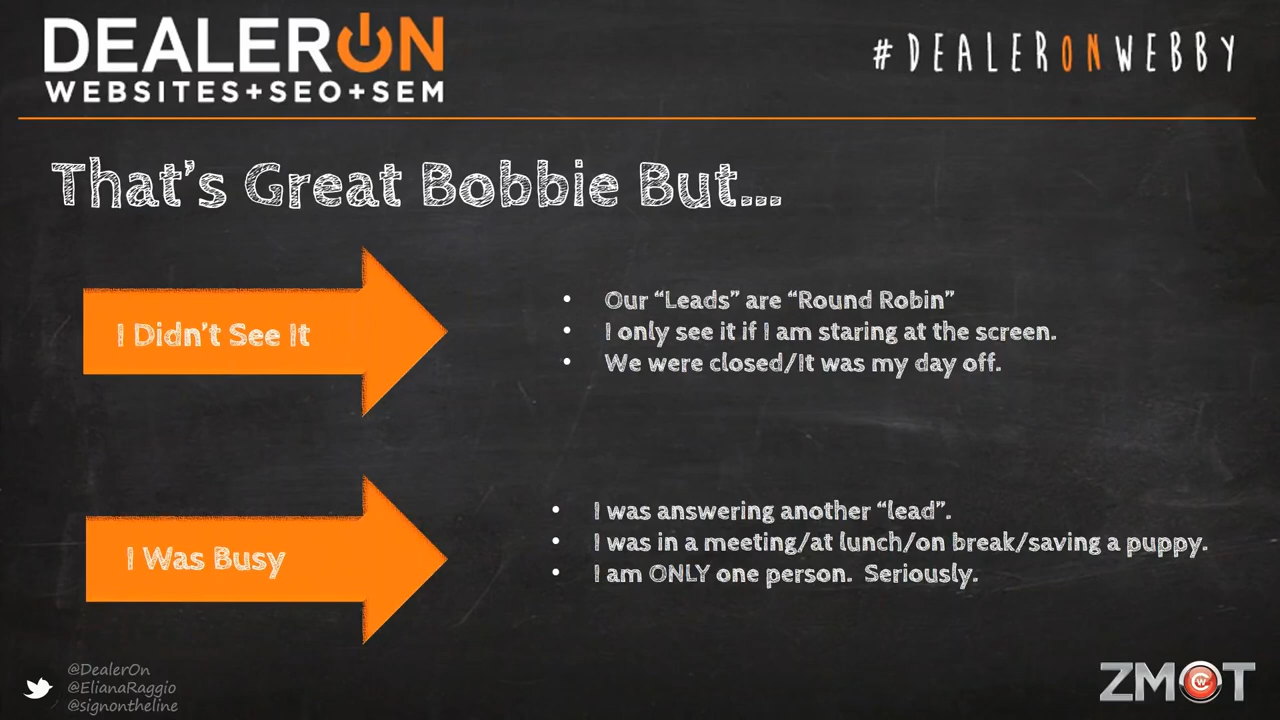 DEALERON
WEBSITES+SEO+SEM
#DEALERONWEBBY
That's Great Bobbie But...
I Didn't See It
• Our “Leads” are “Round Robin”
• I only see it if I am staring at the screen.
• We were closed/It was my day off.
I Was Busy
• I was answering another “lead”.
• I was in a meeting/at lunch/on break/saving a puppy.
• I am ONLY one person.  Seriously.
@DealerOn
@ElianaRaggio
@signontheline
ZMOT